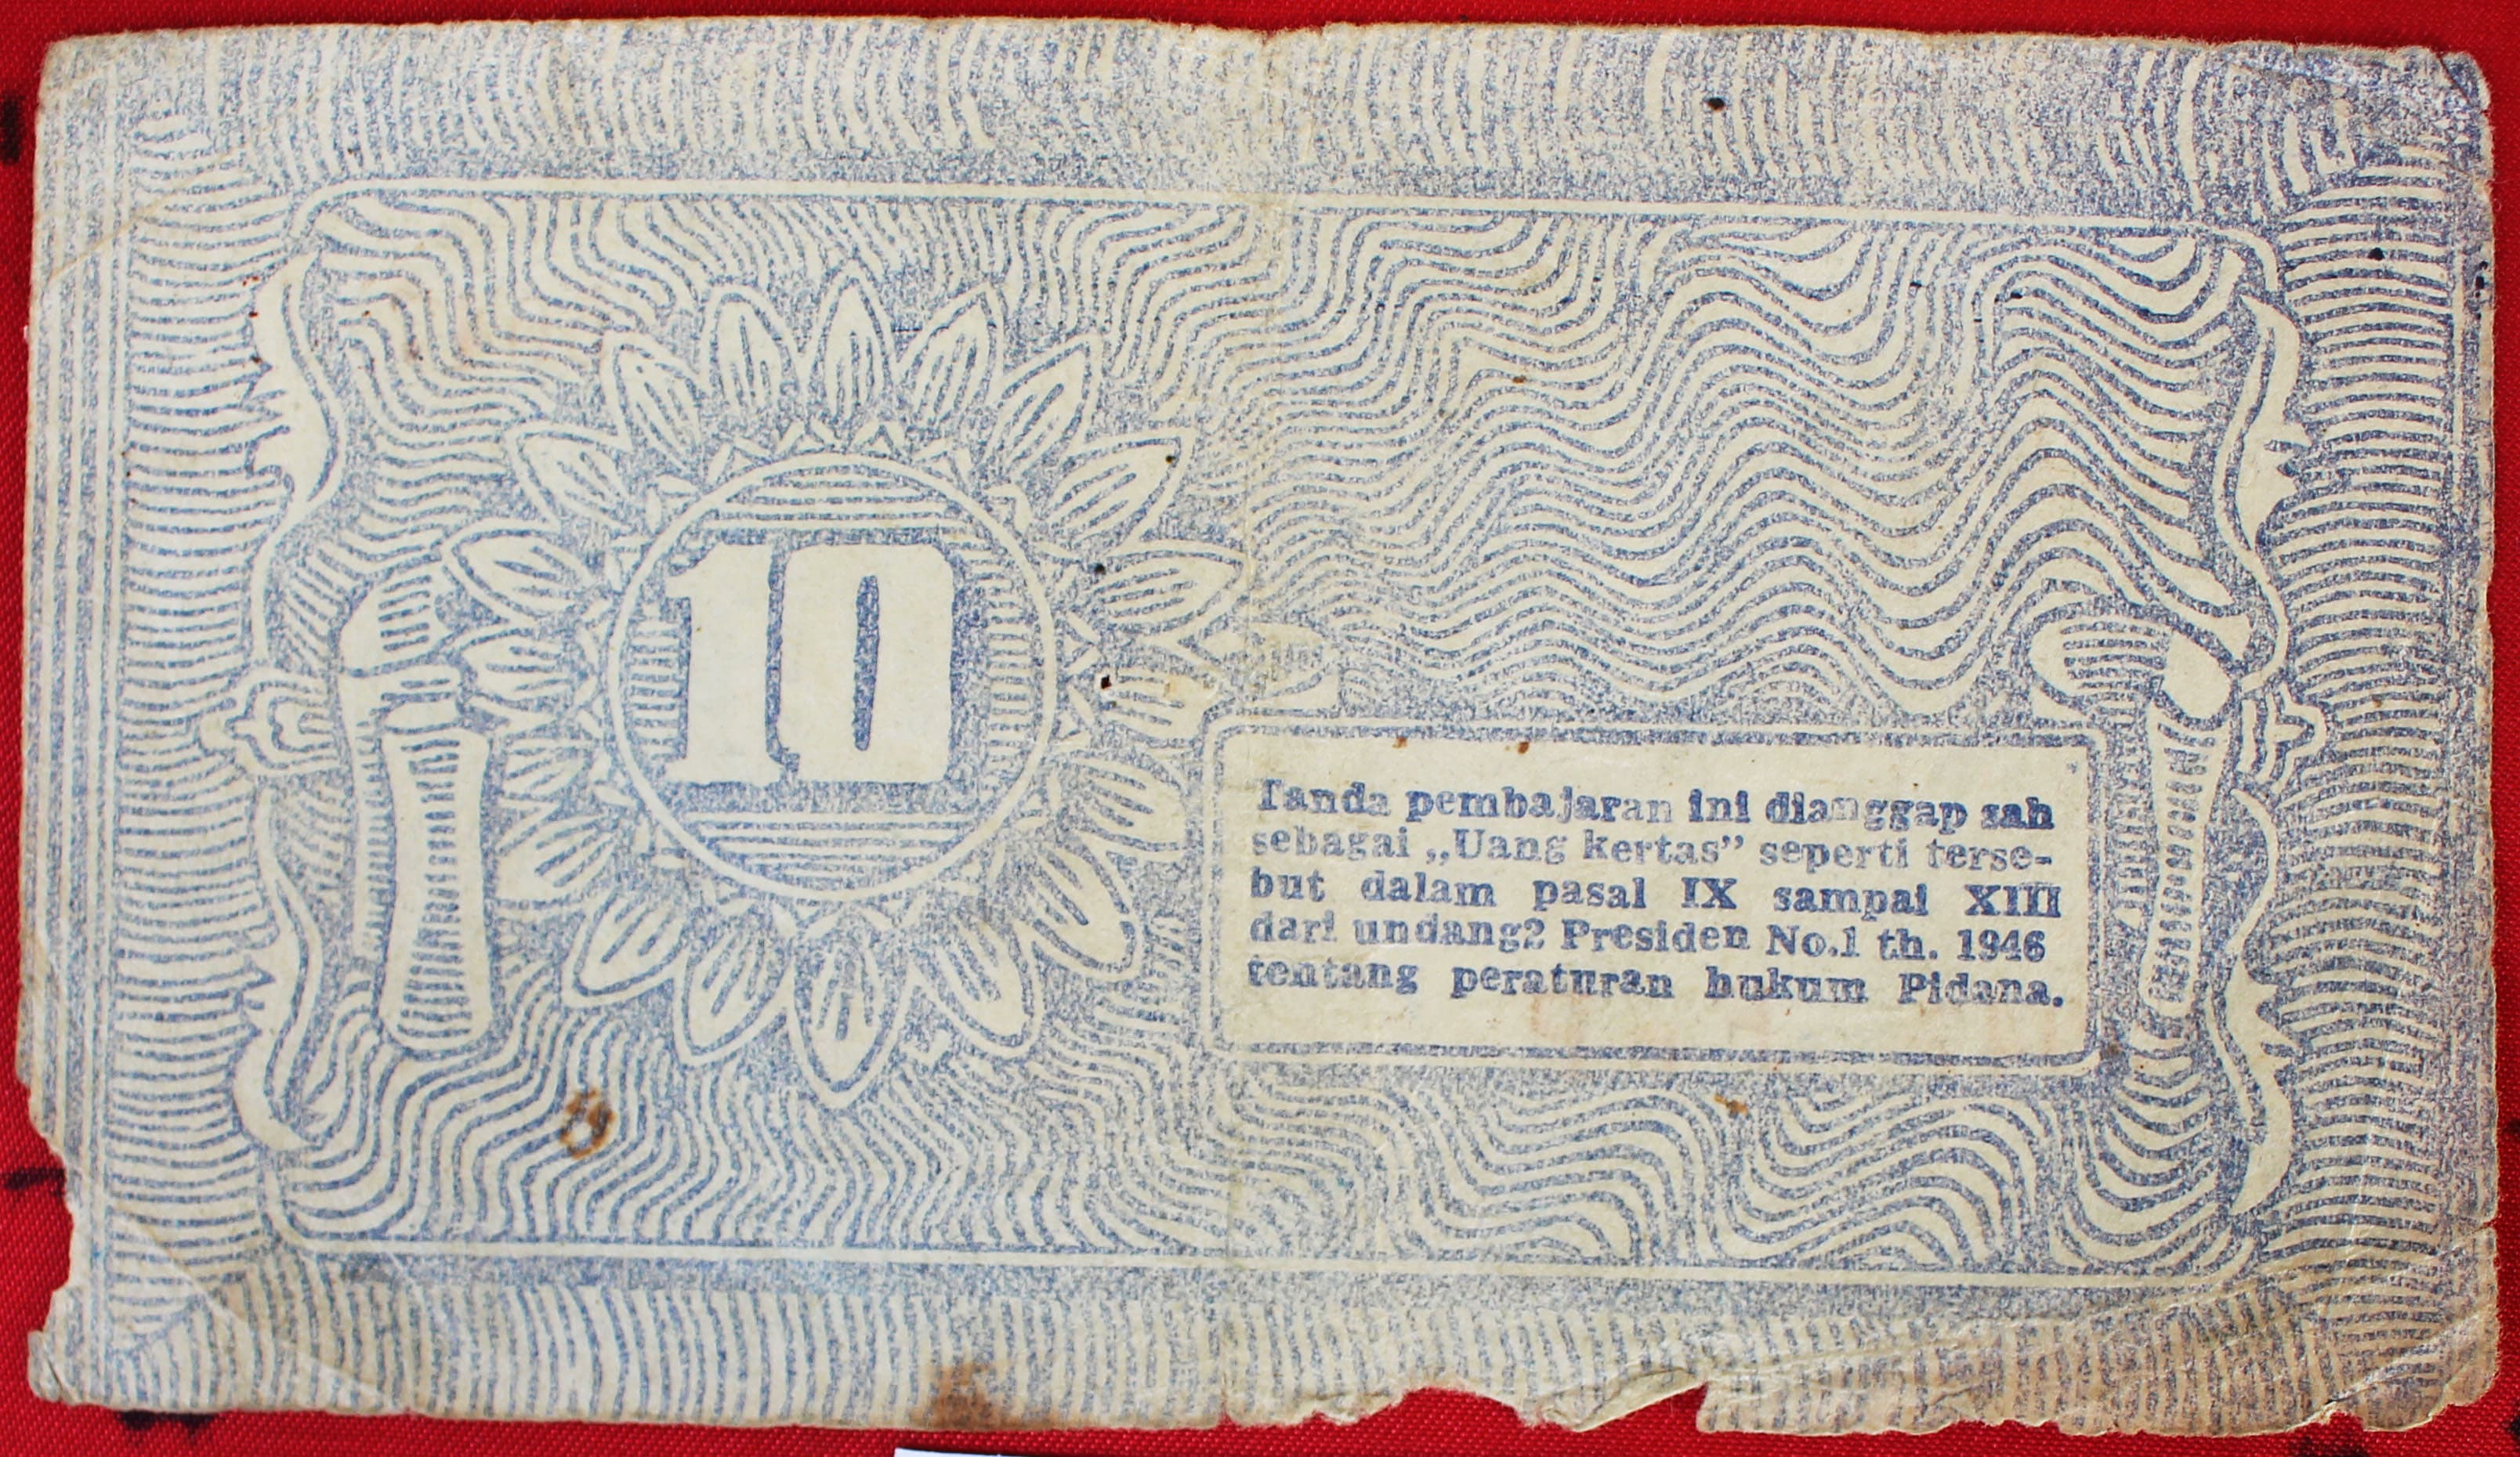 10
Tanda pembajaran ini dianggap sah
sebagai „Uang kertas” seperti terse-
but dalam pasal IX sampai XIII
dari undang2 Presiden No.1 th. 1946
tentang peraturan hukum Pidana.